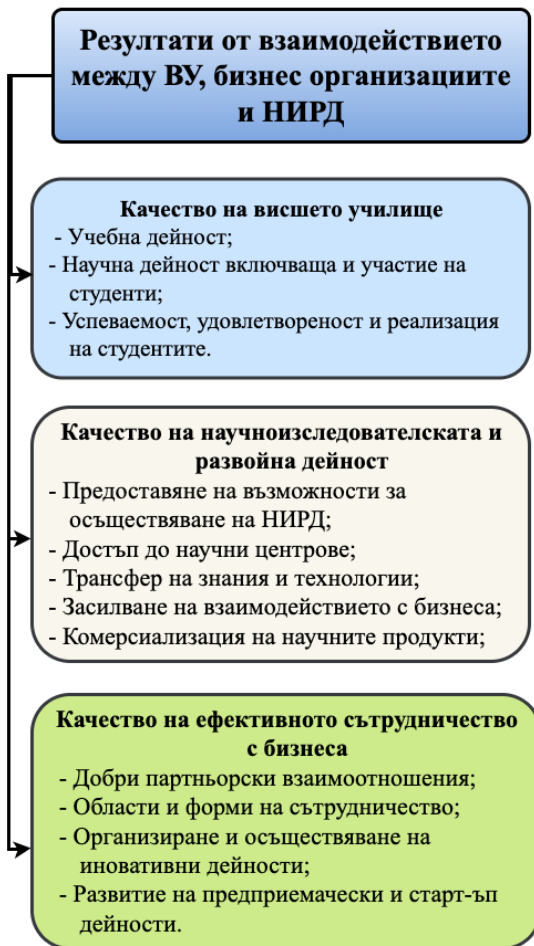 Резултати от взаимодействието
между ВУ, бизнес организациите
и НИРД
Качество на висшето училище
- Учебна дейност;
- Научна дейност включваща и участие на
студенти;
- Успеваемост, удовлетвореност и реализация
на студентите.
Качество на научноизследователската и
развойна дейност
- Предоставяне на възможности за
осъществяване на НИРД;
- Достъп до научни центрове;
- Трансфер на знания и технологии;
- Засилване на взаимодействието с бизнеса;
- Комерсиализация на научните продукти;
Качество на ефективното сътрудничество
с бизнеса
- Добри партньорски взаимоотношения;
- Области и форми на сътрудничество;
- Организиране и осъществяване на
иновативни дейности;
- Развитие на предприемачески и старт-ъп
дейности.